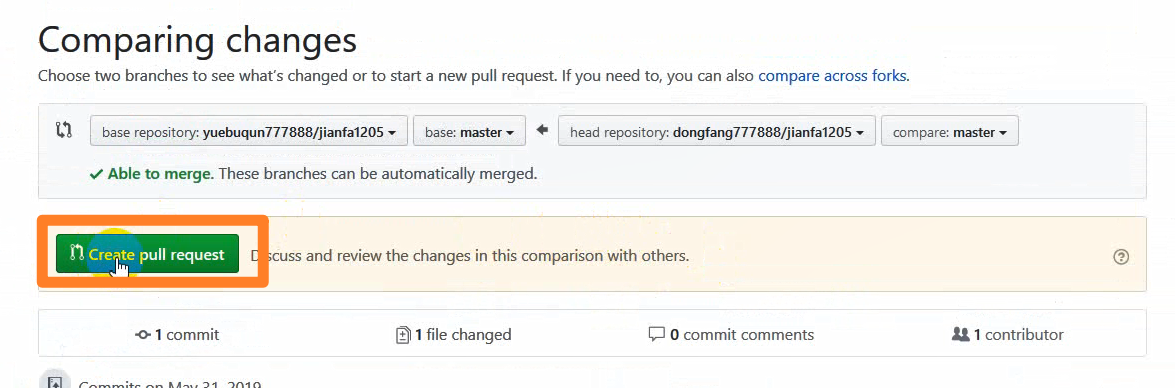 Comparing changes
Choose two branches to see what's changed or to start a new pull request. If you need to, you can also compare across forks.
base repository: yuebuqun777888/jianfa1205 base: master head repository: dongfang777888/jianfa1205 compare: master
Able to merge. These branches can be automatically merged.
Create pull request Discuss and review the changes in this comparison with others.
1 commit 1 file changed 0 commit comments 1 contributor
Commits on May 31, 2019